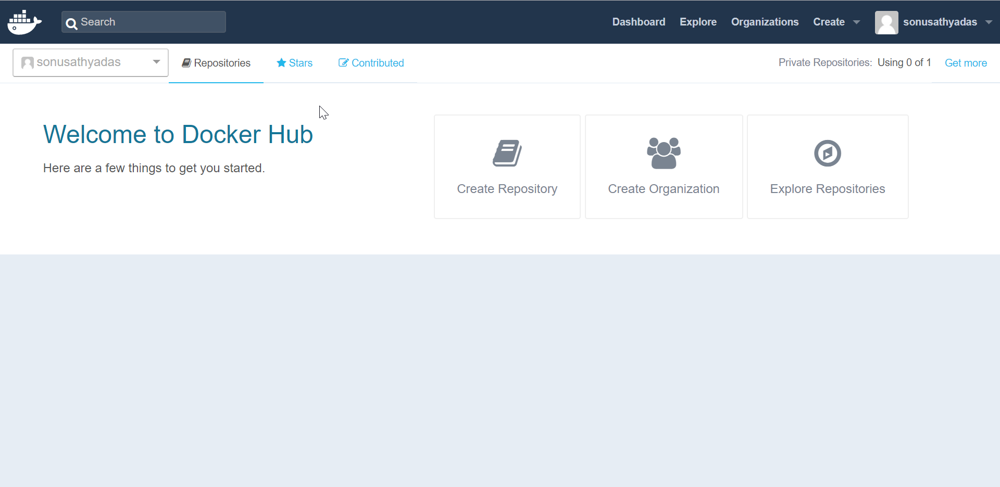 Search
Dashboard Explore Organizations Create sonusathyadas
sonusathyadas Repositories Stars Contributed Private Repositories: Using 0 of 1 Get more
Welcome to Docker Hub
Here are a few things to get you started.
Create Repository
Create Organization
Explore Repositories